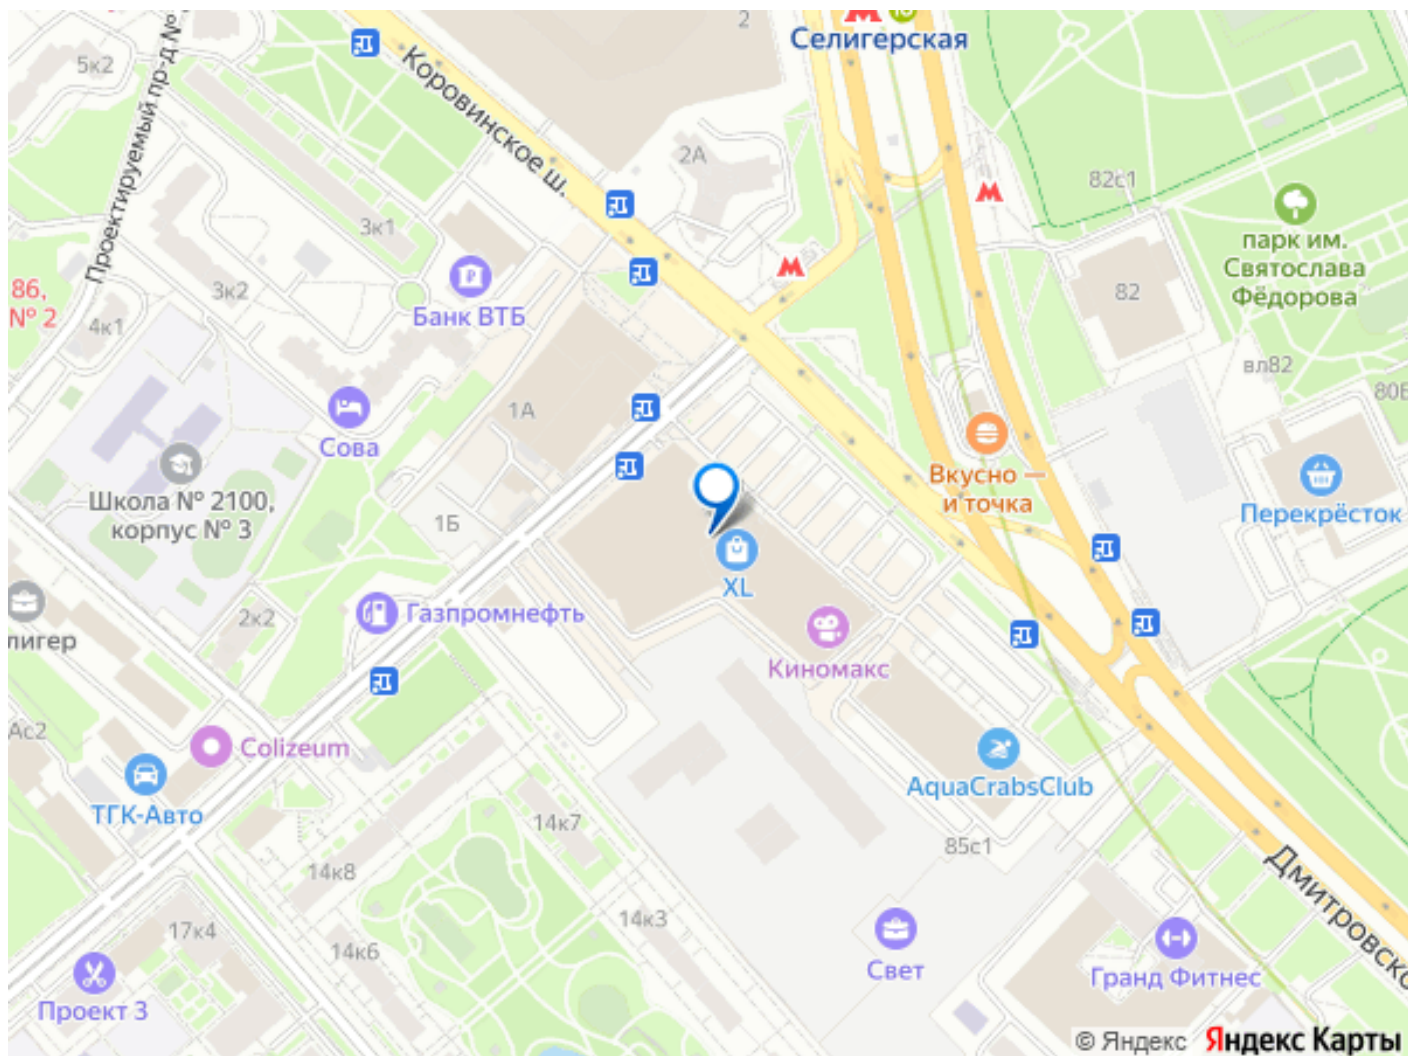 2
Селигерская
5к2
Проектируемый пр-д №
Коровинское ш.
2А
82с1
3к1
парк им.
Святослава
Фёдорова
86,
№ 2
3к2
4к1
Банк ВТБ
82
вл82
80Б
1А
Сова
Вкусно —
и точка
Школа № 2100,
корпус № 3
1Б
Перекрёсток
XL
Газпромнефть
2к2
лигер
Киномакс
Ас2
Colizeum
ТГК-Авто
AquaCrabsClub
14к7
85с1
14к8
Дмитровско
14к3
17к4
14к6
Свет
Гранд Фитнес
Проект 3
© Яндекс Яндекс Карты